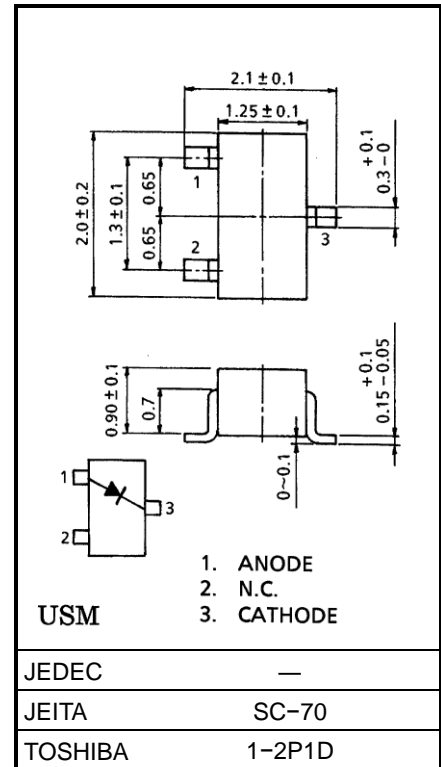 2.1±0.1
1.25±0.1
+0.1
0.3-0
2.0±0.2
1.3±0.1
0.65
0.65
1
2
3
0.90±0.1
0.7
+0.1
0.15-0.05
0~0.1
1
2
3
1. ANODE
2. N.C.
3. CATHODE
USM
JEDEC —
JEITA SC-70
TOSHIBA 1-2P1D